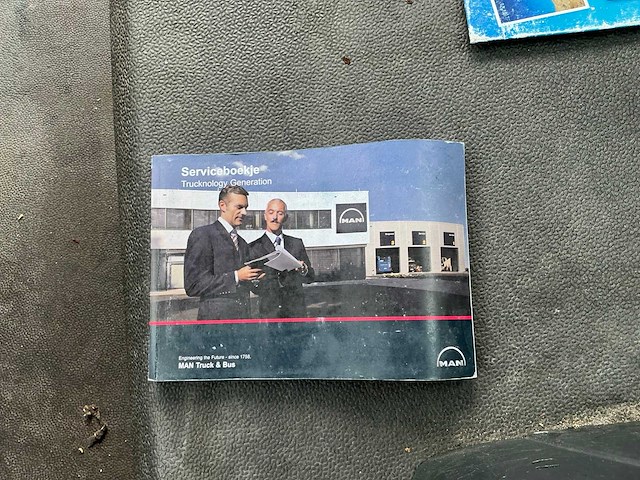 Serviceboekje
Trucknology Generation
MAN
Engineering the Future - since 1758.
MAN Truck & Bus
MAN